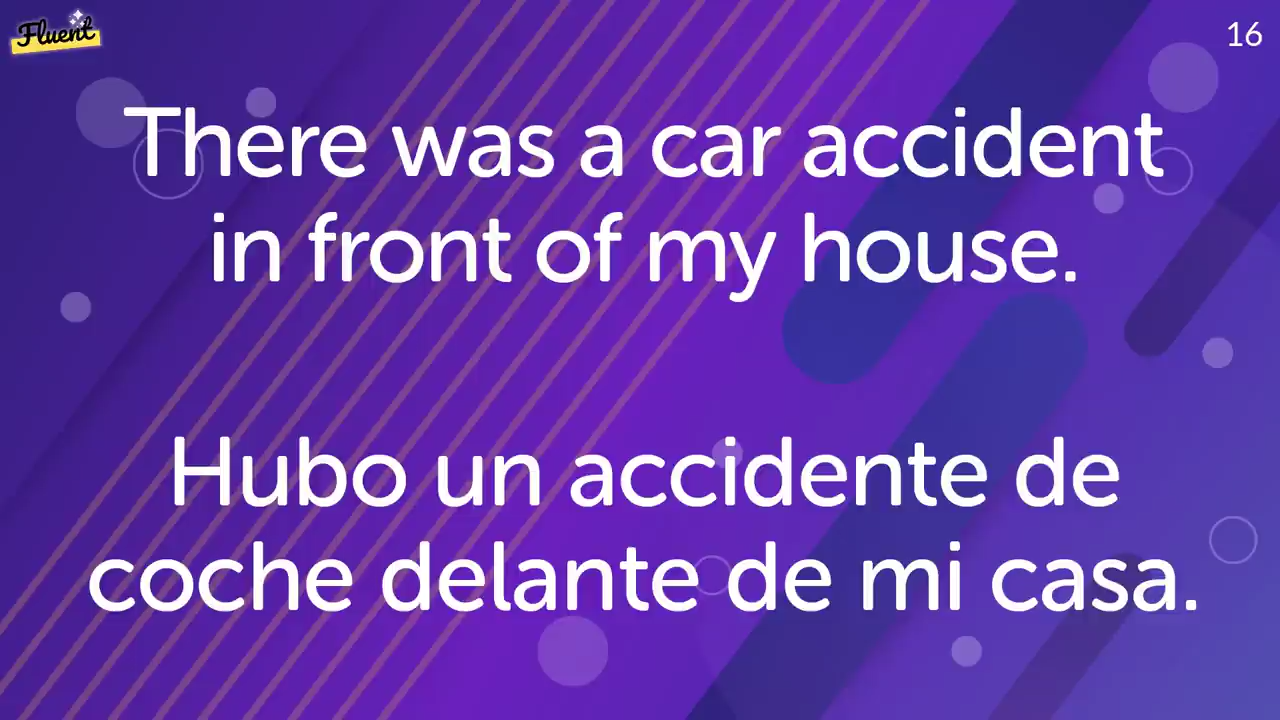 Fluent
16
There was a car accident
in front of my house.
Hubo un accidente de
coche delante de mi casa.